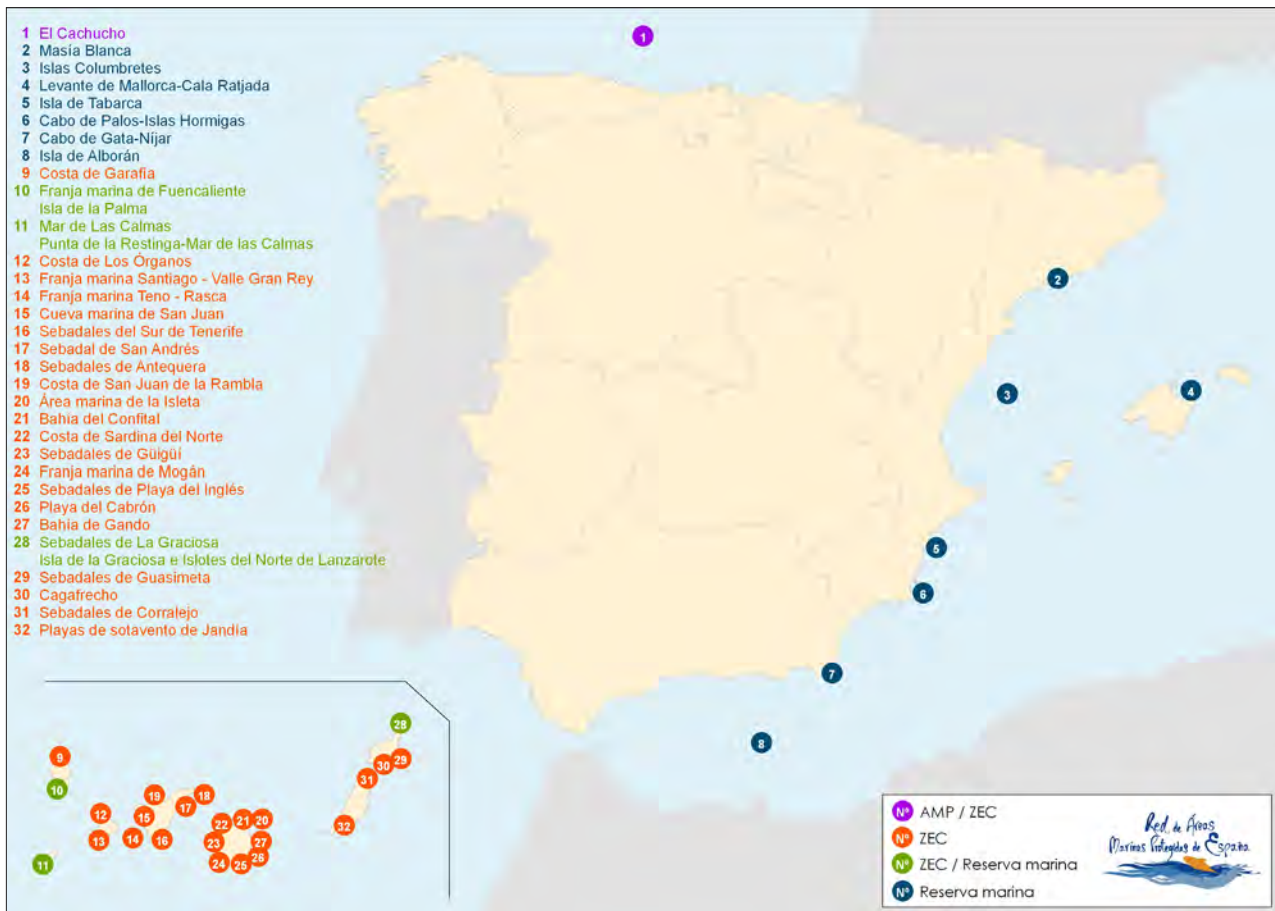 1 El Cachucho
2 Masía Blanca
3 Islas Columbretes
4 Levante de Mallorca-Cala Ratjada
5 Isla de Tabarca
6 Cabo de Palos-Islas Hormigas
7 Cabo de Gata-Níjar
8 Isla de Alborán
9 Costa de Garafía
10 Franja marina de Fuencaliente
Isla de la Palma
11 Mar de Las Calmas
Punta de la Restinga-Mar de las Calmas
12 Costa de Los Órganos
13 Franja marina Santiago - Valle Gran Rey
14 Franja marina Teno - Rasca
15 Cueva marina de San Juan
16 Sebadales del Sur de Tenerife
17 Sebadal de San Andrés
18 Sebadales de Antequera
19 Costa de San Juan de la Rambla
20 Área marina de la Isleta
21 Bahía del Confital
22 Costa de Sardina del Norte
23 Sebadales de Güigüí
24 Franja marina de Mogán
25 Sebadales de Playa del Inglés
26 Playa del Cabrón
27 Bahía de Gando
28 Sebadales de La Graciosa
Isla de la Graciosa e Islotes del Norte de Lanzarote
29 Sebadales de Guasimeta
30 Cagafrecho
31 Sebadales de Corralejo
32 Playas de sotavento de Jandía
1
2
3
4
5
6
7
8
28
9
30
29
31
10
19
18
17
12
15
22
21
20
32
13
14
16
23
27
11
24
25
26
Nº AMP / ZEC
Nº ZEC
Nº ZEC / Reserva marina
Nº Reserva marina
Red de Áreas
Marinas Protegidas de España